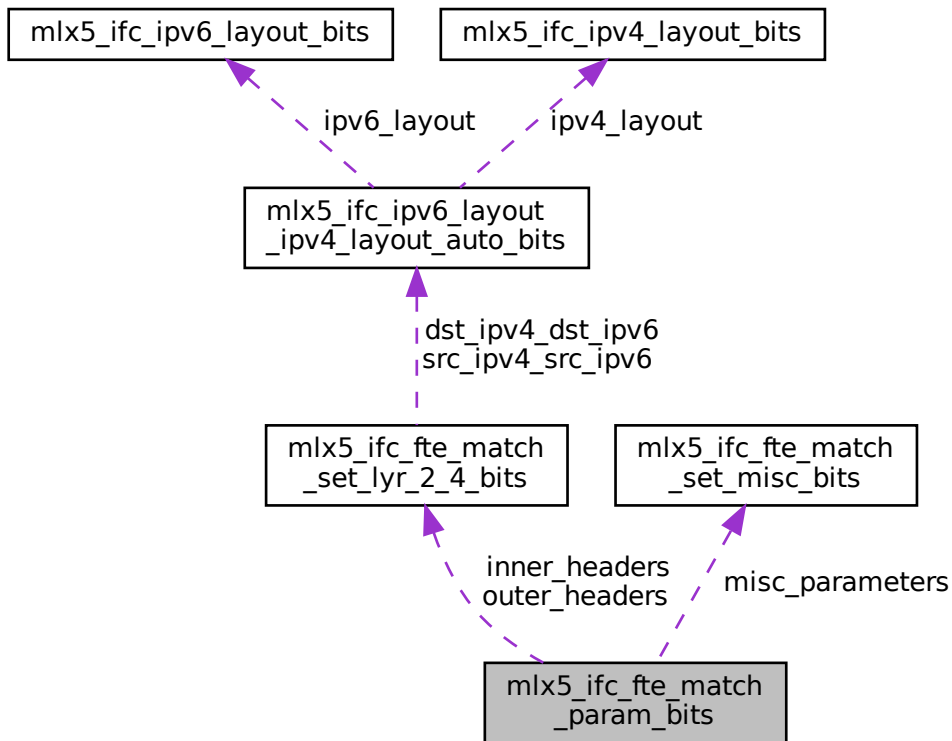 mlx5_ifc_ipv6_layout_bits
mlx5_ifc_ipv4_layout_bits
ipv6_layout
ipv4_layout
mlx5_ifc_ipv6_layout
_ipv4_layout_auto_bits
dst_ipv4_dst_ipv6
src_ipv4_src_ipv6
mlx5_ifc_fte_match
_set_lyr_2_4_bits
mlx5_ifc_fte_match
_set_misc_bits
inner_headers
outer_headers
misc_parameters
mlx5_ifc_fte_match
_param_bits